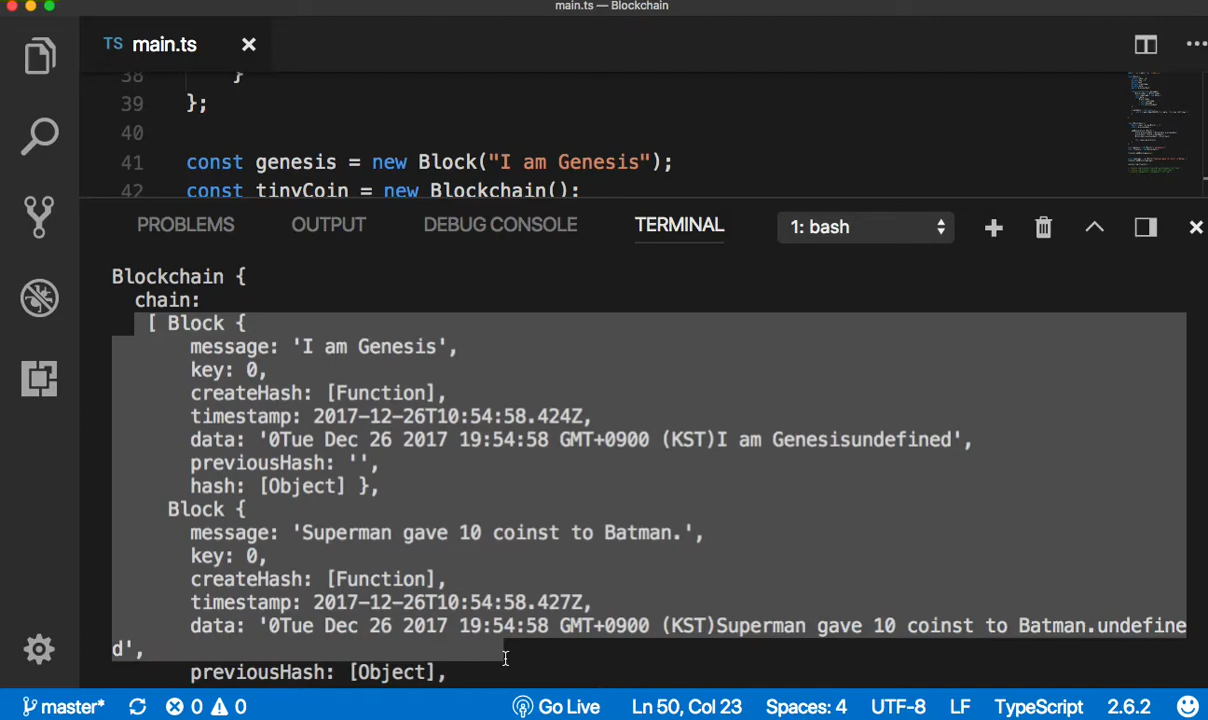 main.ts — Blockchain
TS main.ts
38 }
39 };
40
41 const genesis = new Block("I am Genesis");
42 const tinyCoin = new Blockchain();
PROBLEMS OUTPUT DEBUG CONSOLE TERMINAL 1: bash
Blockchain {
chain:
[ Block {
message: 'I am Genesis',
key: 0,
createHash: [Function],
timestamp: 2017-12-26T10:54:58.424Z,
data: '0Tue Dec 26 2017 19:54:58 GMT+0900 (KST)I am Genesisundefined',
previousHash: '',
hash: [Object] },
Block {
message: 'Superman gave 10 coinst to Batman.',
key: 0,
createHash: [Function],
timestamp: 2017-12-26T10:54:58.427Z,
data: '0Tue Dec 26 2017 19:54:58 GMT+0900 (KST)Superman gave 10 coinst to Batman.undefine
d',
previousHash: [Object],
master* 0 0 Go Live Ln 50, Col 23 Spaces: 4 UTF-8 LF TypeScript 2.6.2